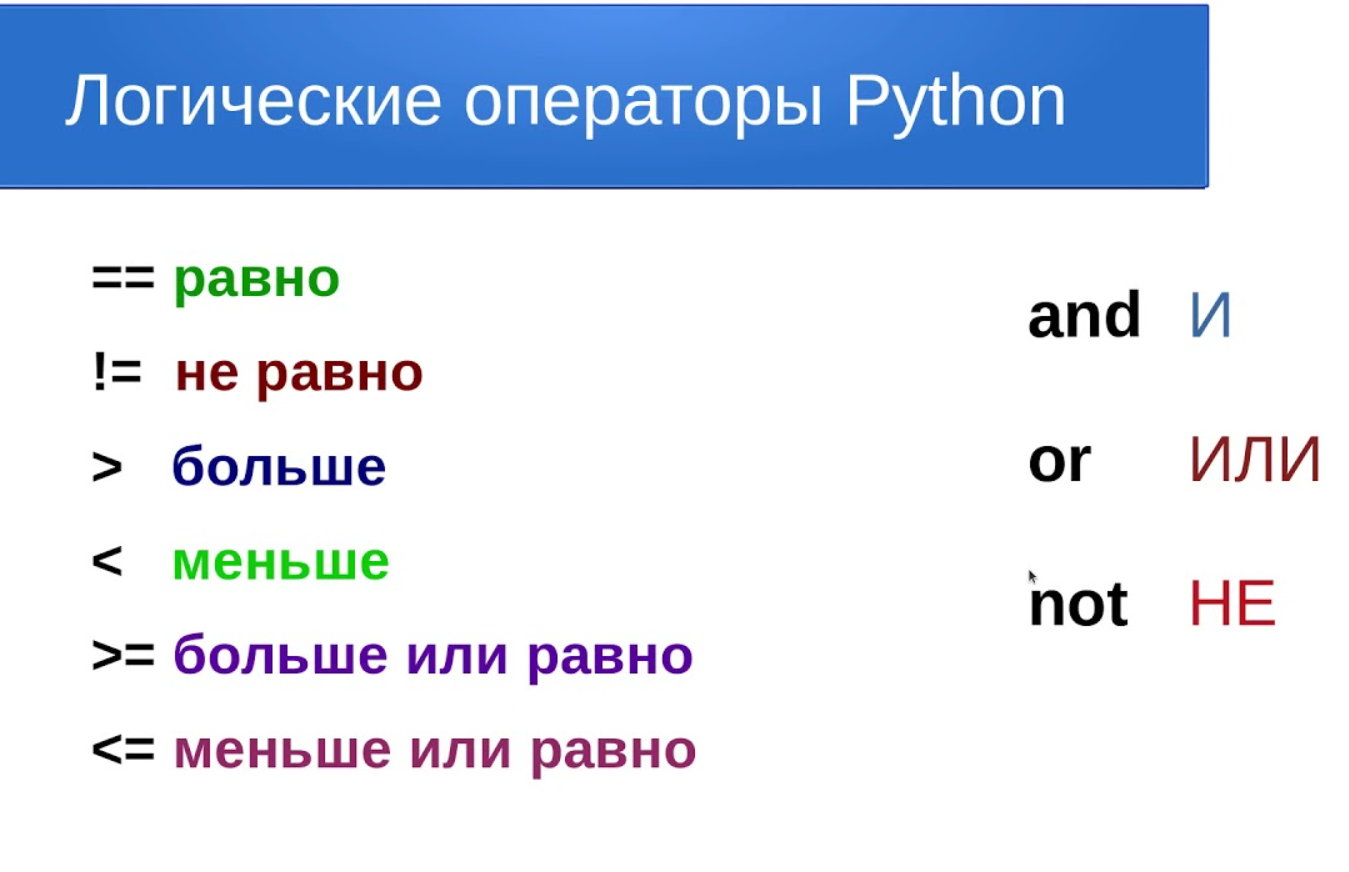 Логические операторы Python
== равно
!= не равно
> больше
< меньше
>= больше или равно
<= меньше или равно
and И
or ИЛИ
not НЕ